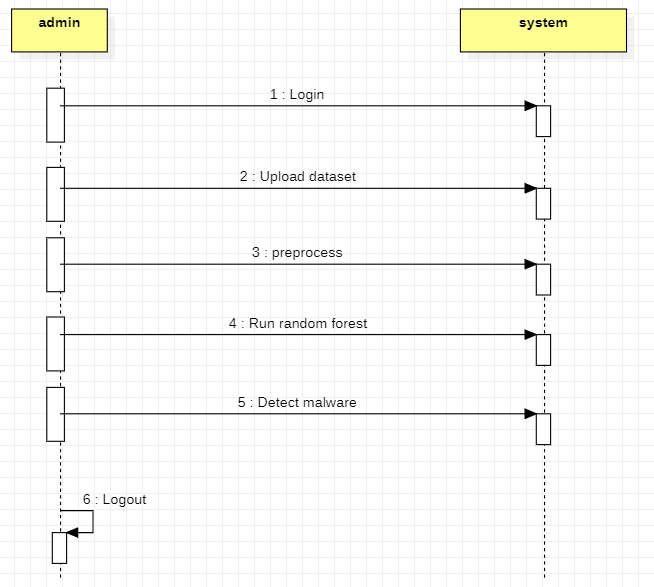 admin
system
1 : Login
2 : Upload dataset
3 : preprocess
4 : Run random forest
5 : Detect malware
6 : Logout